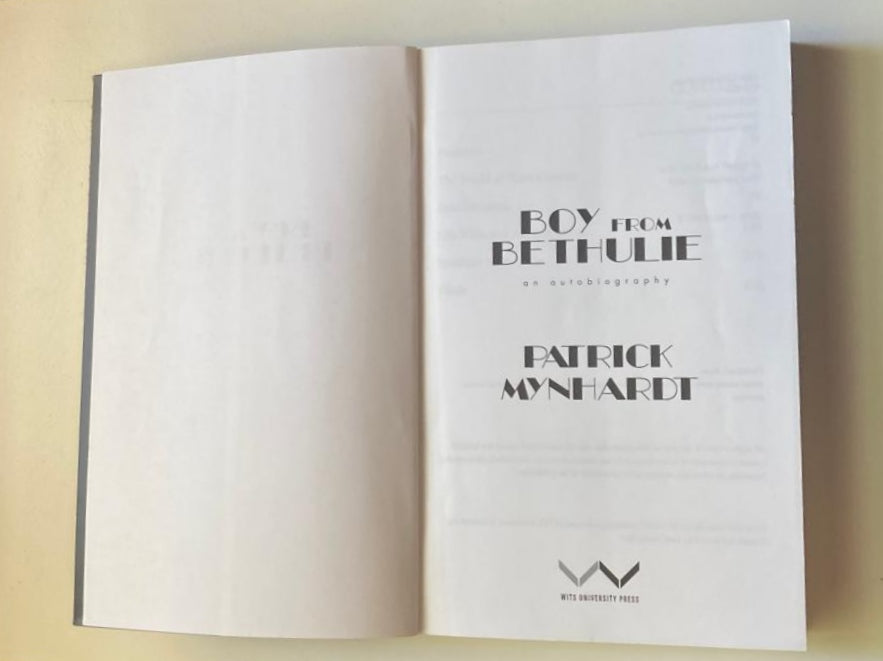 BOY FROM
BETHULIE
an autobiography
PATRICK
MYNHARDT
WITS UNIVERSITY PRESS